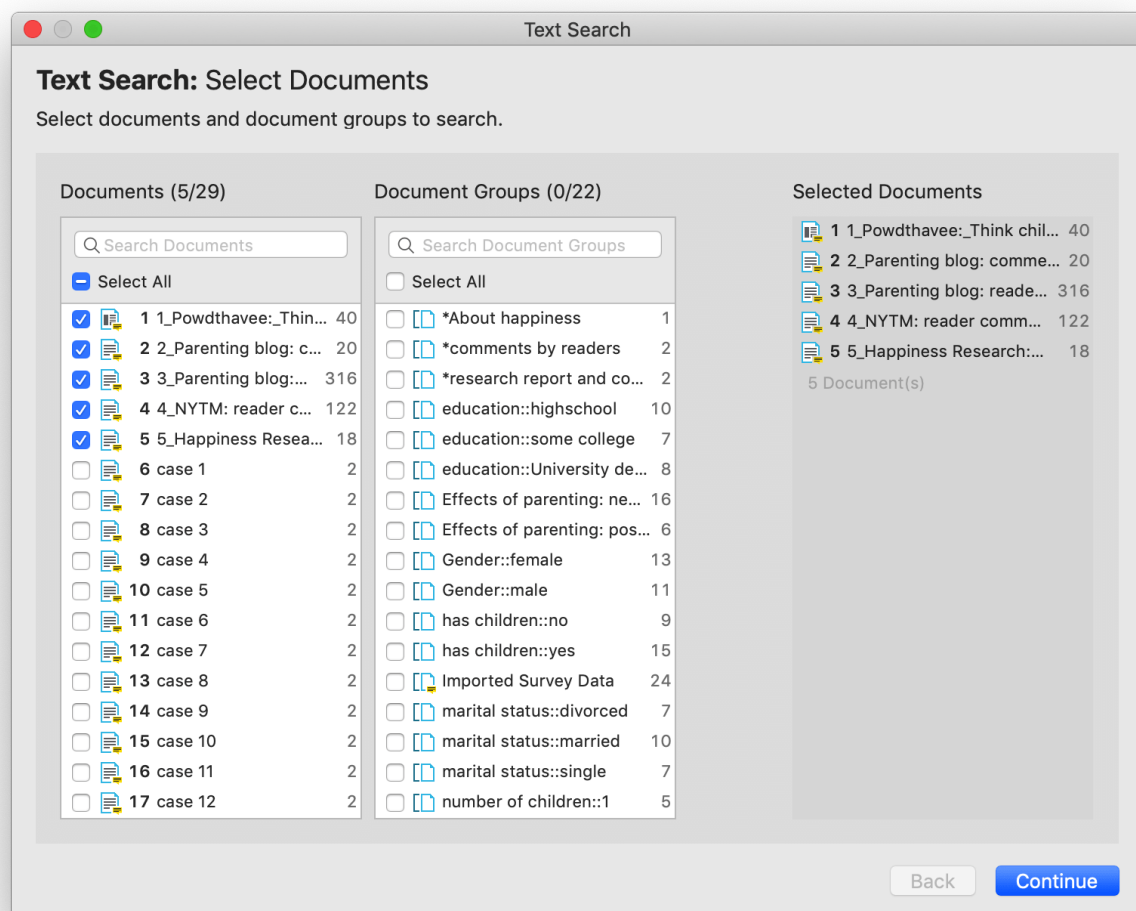 Text Search
Text Search: Select Documents
Select documents and document groups to search.
Documents (5/29)
Search Documents
Select All
1 1_Powdthavee:_Thin... 40
2 2_Parenting blog: c... 20
3 3_Parenting blog:... 316
4 4_NYTM: reader c... 122
5 5_Happiness Resea... 18
6 case 1 2
7 case 2 2
8 case 3 2
9 case 4 2
10 case 5 2
11 case 6 2
12 case 7 2
13 case 8 2
14 case 9 2
15 case 10 2
16 case 11 2
17 case 12 2
Document Groups (0/22)
Search Document Groups
Select All
*About happiness 1
*comments by readers 2
*research report and co... 2
education::highschool 10
education::some college 7
education::University de... 8
Effects of parenting: ne... 16
Effects of parenting: pos... 6
Gender::female 13
Gender::male 11
has children::no 9
has children::yes 15
Imported Survey Data 24
marital status::divorced 7
marital status::married 10
marital status::single 7
number of children::1 5
Selected Documents
1 1_Powdthavee:_Think chil... 40
2 2_Parenting blog: comme... 20
3 3_Parenting blog: reade... 316
4 4_NYTM: reader comm... 122
5 5_Happiness Research:... 18
5 Document(s)
Back
Continue